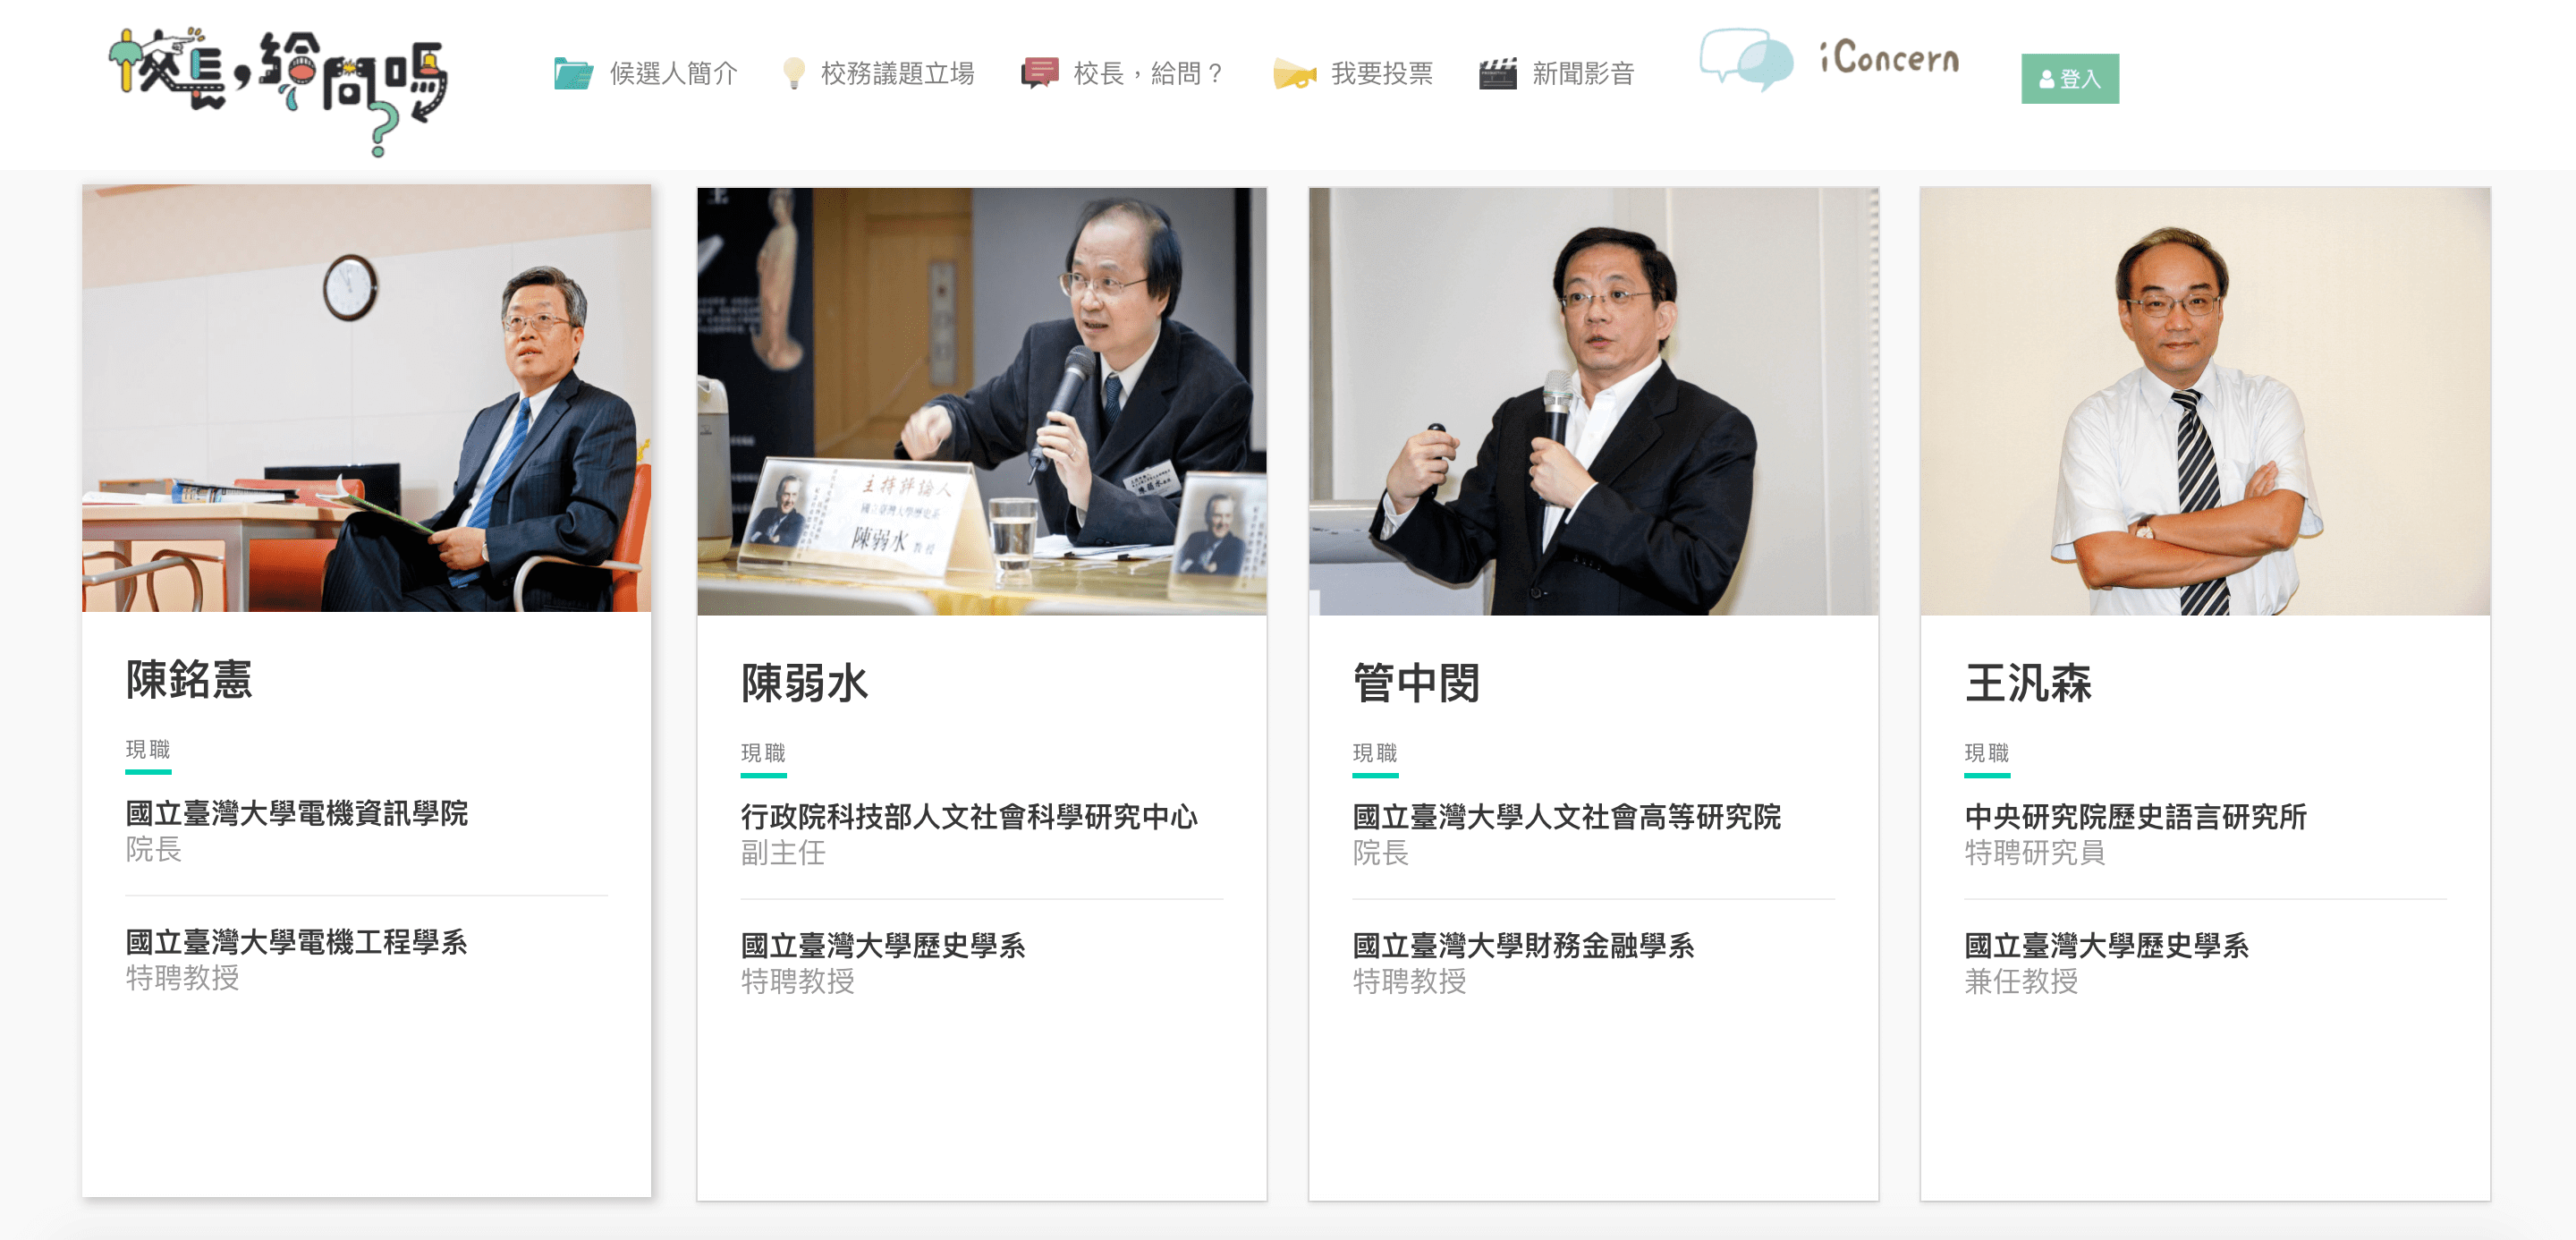 校長，給問嗎？
候選人簡介
校務議題立場
校長，給問？
我要投票
新聞影音
iConcern
登入
主持評論人
國立臺灣大學歷史系
陳弱水 教授
陳弱水
陳銘憲
現職
國立臺灣大學電機資訊學院
院長
國立臺灣大學電機工程學系
特聘教授
陳弱水
現職
行政院科技部人文社會科學研究中心
副主任
國立臺灣大學歷史學系
特聘教授
管中閔
現職
國立臺灣大學人文社會高等研究院
院長
國立臺灣大學財務金融學系
特聘教授
王汎森
現職
中央研究院歷史語言研究所
特聘研究員
國立臺灣大學歷史學系
兼任教授